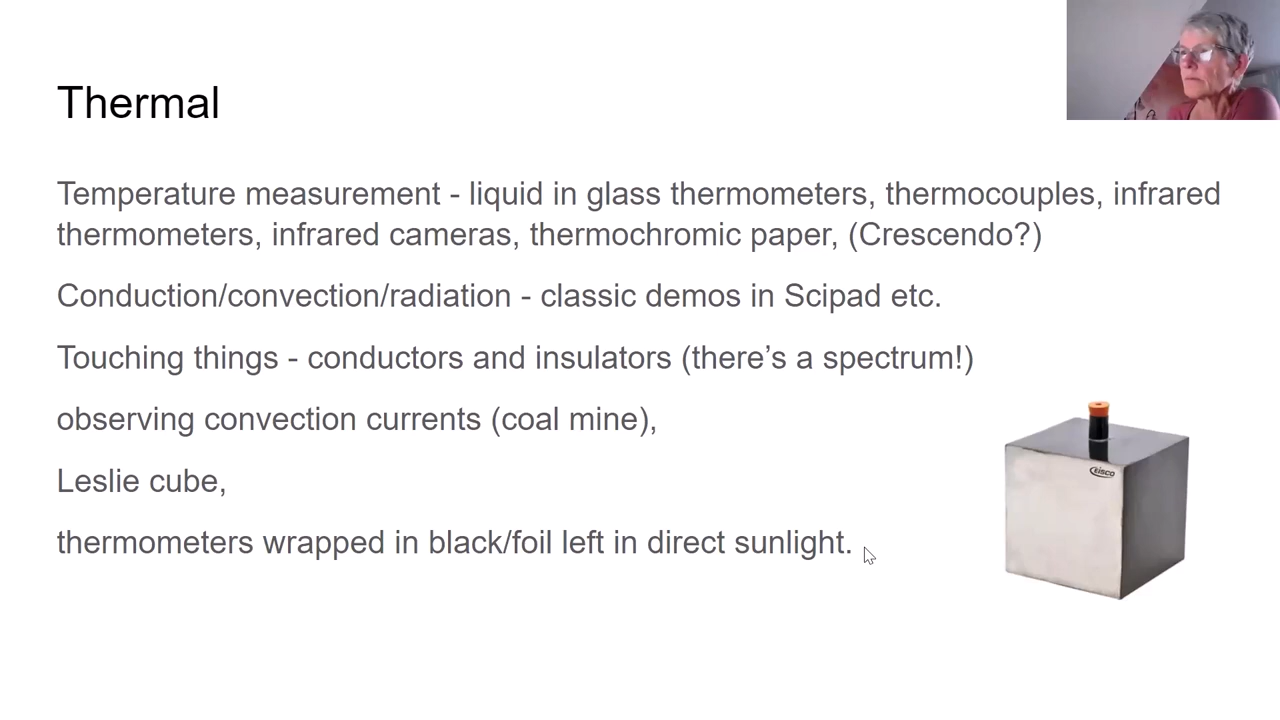 Thermal
Temperature measurement - liquid in glass thermometers, thermocouples, infrared
thermometers, infrared cameras, thermochromic paper, (Crescendo?)
Conduction/convection/radiation - classic demos in Scipad etc.
Touching things - conductors and insulators (there’s a spectrum!)
observing convection currents (coal mine),
Leslie cube,
thermometers wrapped in black/foil left in direct sunlight.
eisco